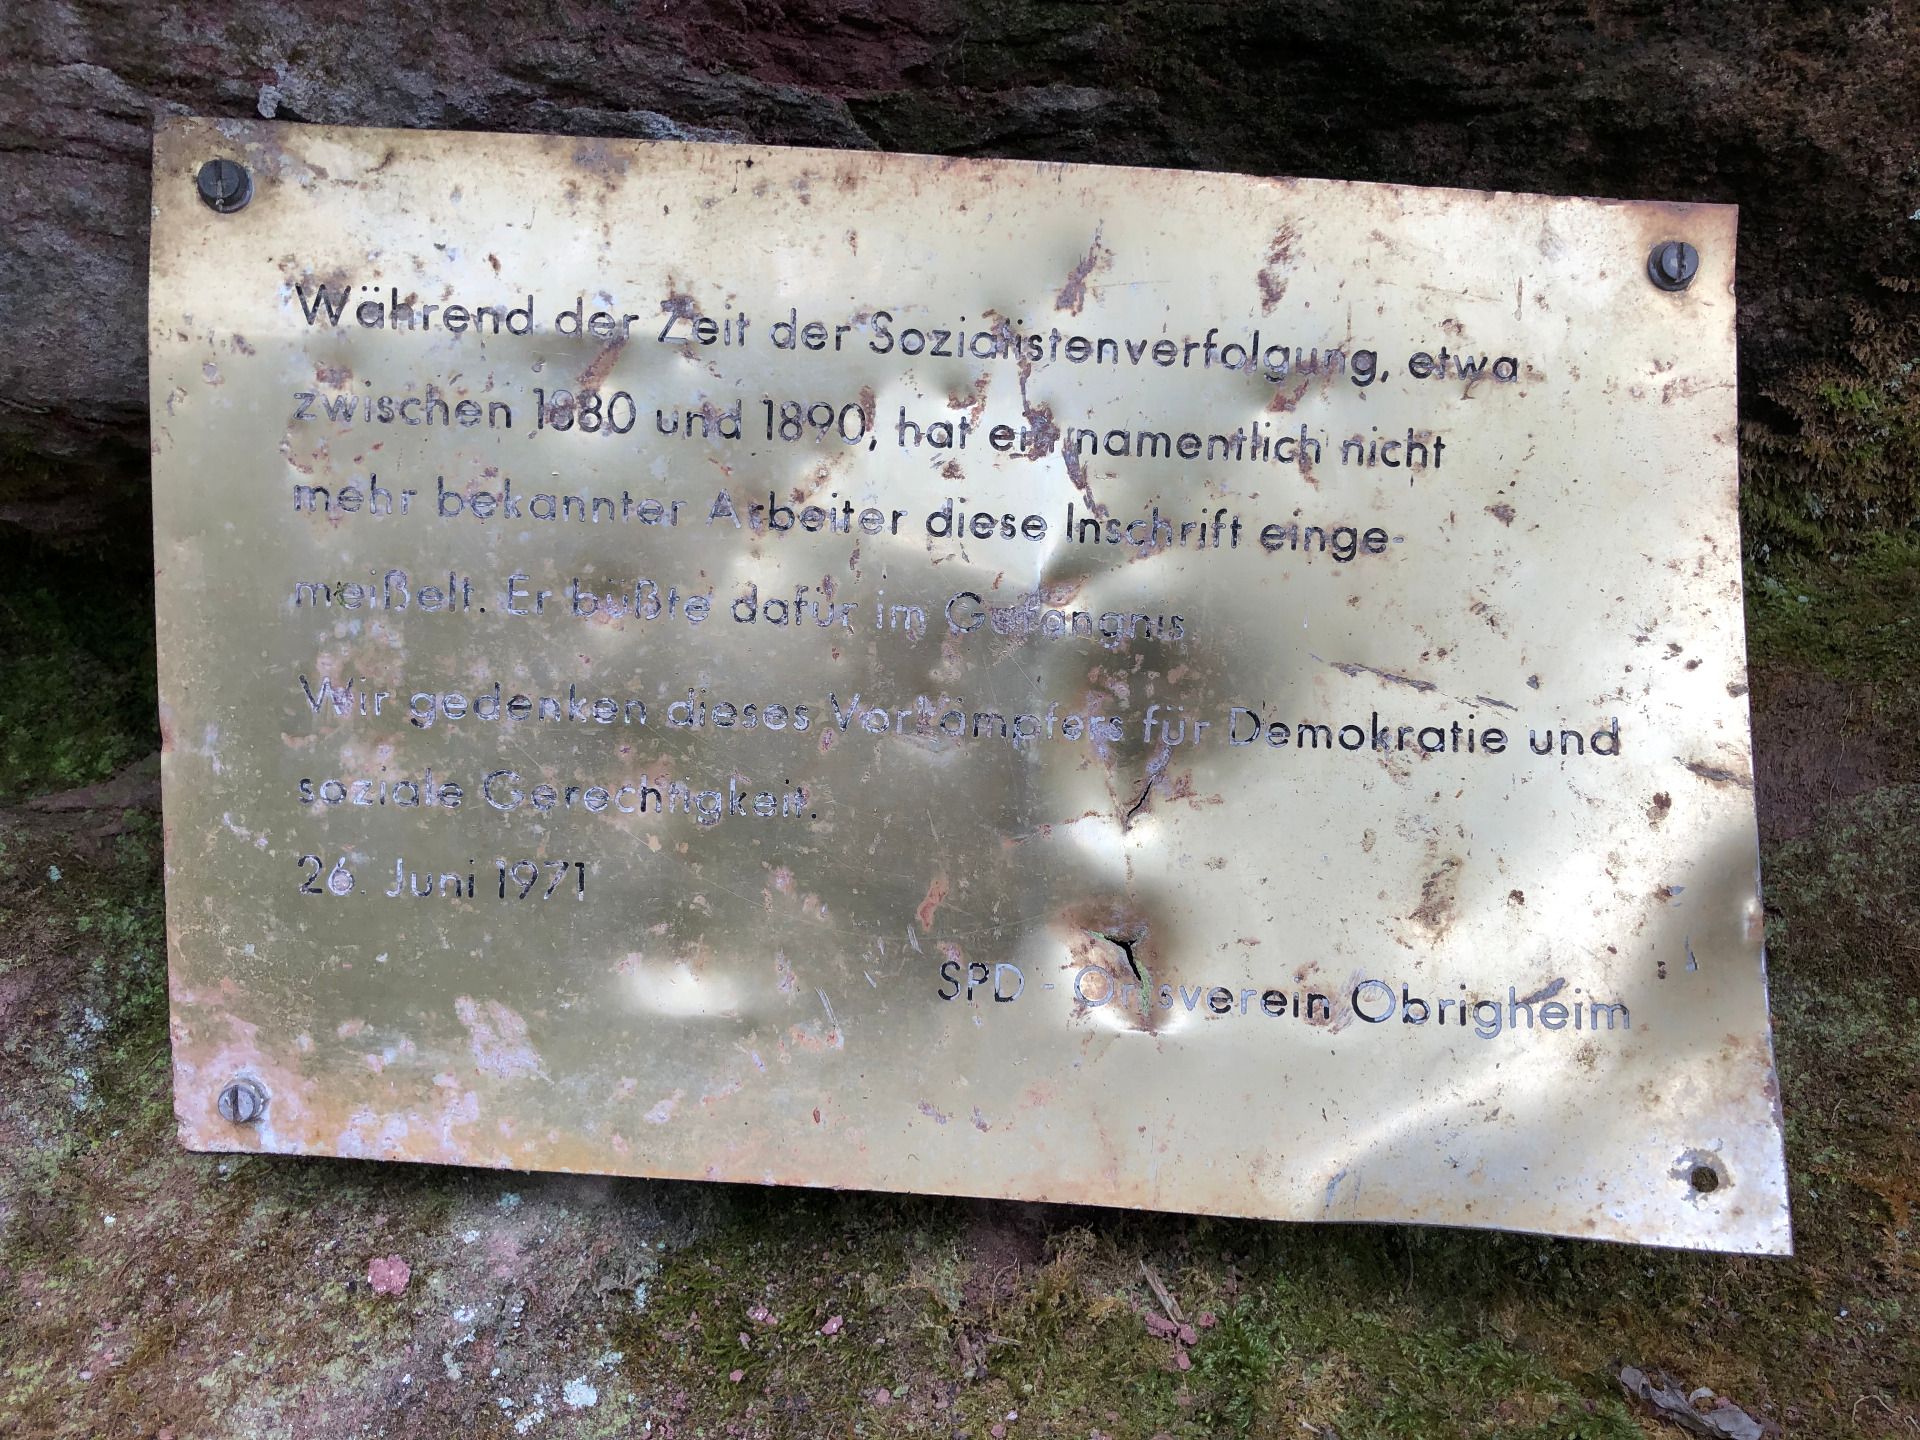 Während der Zeit der Sozialistenverfolgung, etwa
zwischen 1880 und 1890, hat ein namentlich nicht
mehr bekannter Arbeiter diese Inschrift einge-
meißelt. Er büßte dafür im Gefängnis
Wir gedenken dieses Vorkämpfers für Demokratie und
soziale Gerechtigkeit.
26. Juni 1971
SPD - Ortsverein Obrigheim